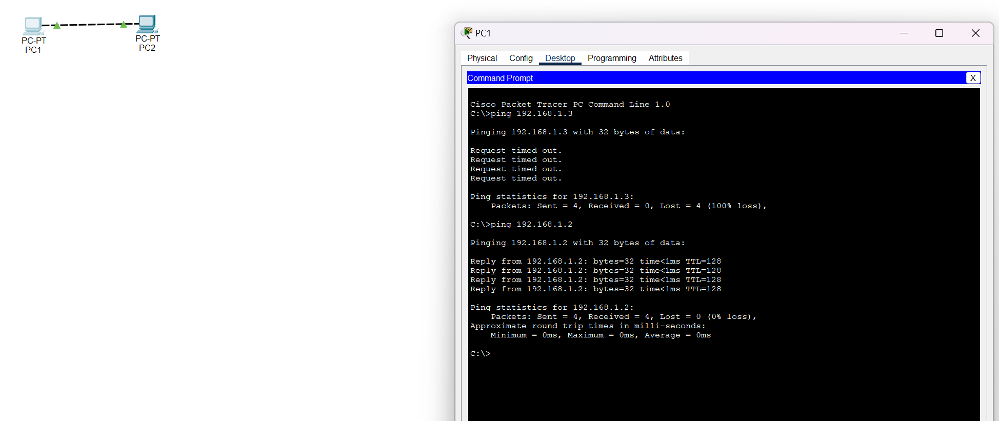 PC-PT
PC1
PC-PT
PC2
PC1
Physical Config Desktop Programming Attributes
Command Prompt X
Cisco Packet Tracer PC Command Line 1.0
C:\>ping 192.168.1.3
Pinging 192.168.1.3 with 32 bytes of data:
Request timed out.
Request timed out.
Request timed out.
Request timed out.
Ping statistics for 192.168.1.3:
    Packets: Sent = 4, Received = 0, Lost = 4 (100% loss),
C:\>ping 192.168.1.2
Pinging 192.168.1.2 with 32 bytes of data:
Reply from 192.168.1.2: bytes=32 time<1ms TTL=128
Reply from 192.168.1.2: bytes=32 time<1ms TTL=128
Reply from 192.168.1.2: bytes=32 time<1ms TTL=128
Reply from 192.168.1.2: bytes=32 time<1ms TTL=128
Ping statistics for 192.168.1.2:
    Packets: Sent = 4, Received = 4, Lost = 0 (0% loss),
Approximate round trip times in milli-seconds:
    Minimum = 0ms, Maximum = 0ms, Average = 0ms
C:\>